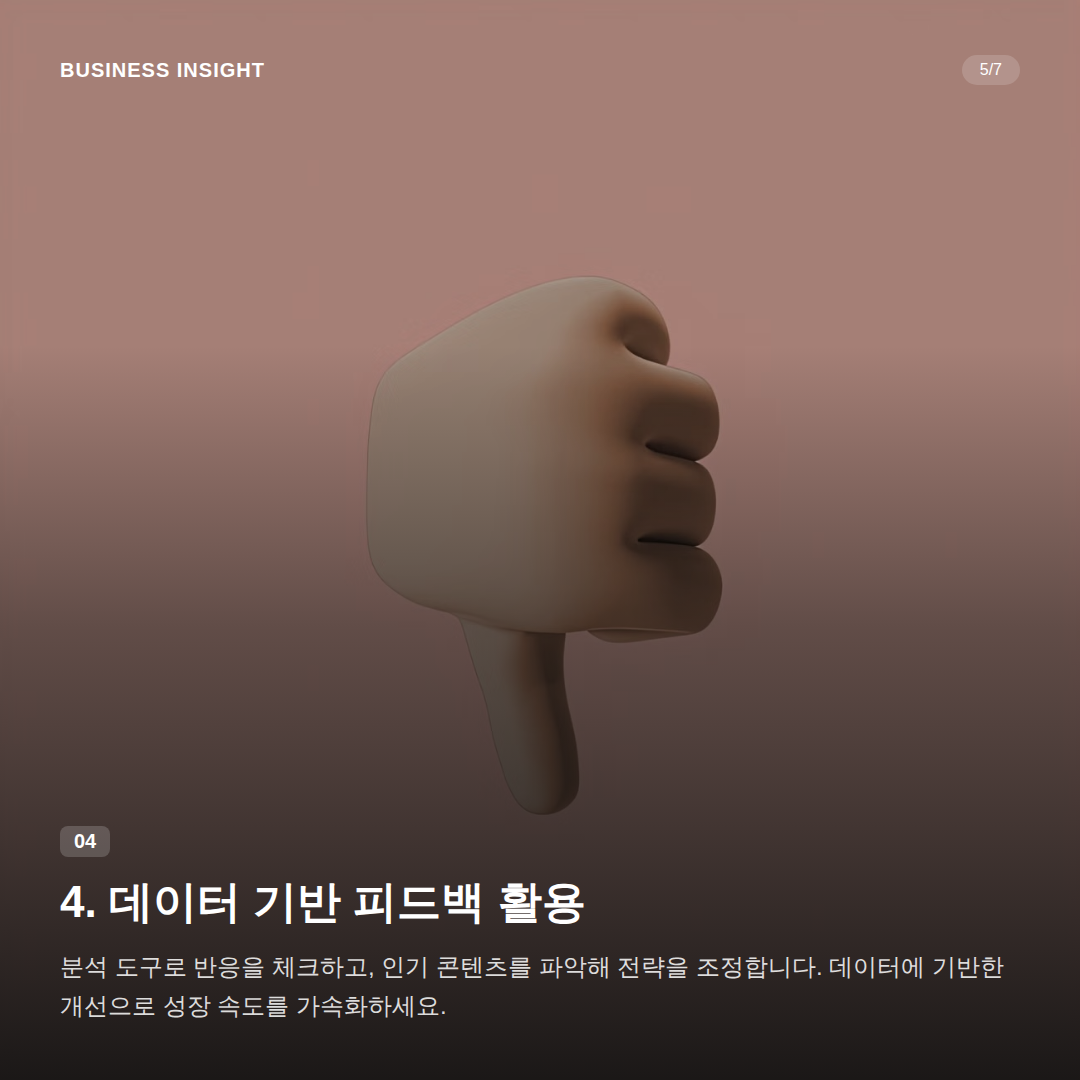 BUSINESS INSIGHT
5/7
04
4. 데이터 기반 피드백 활용
분석 도구로 반응을 체크하고, 인기 콘텐츠를 파악해 전략을 조정합니다. 데이터에 기반한
개선으로 성장 속도를 가속화하세요.